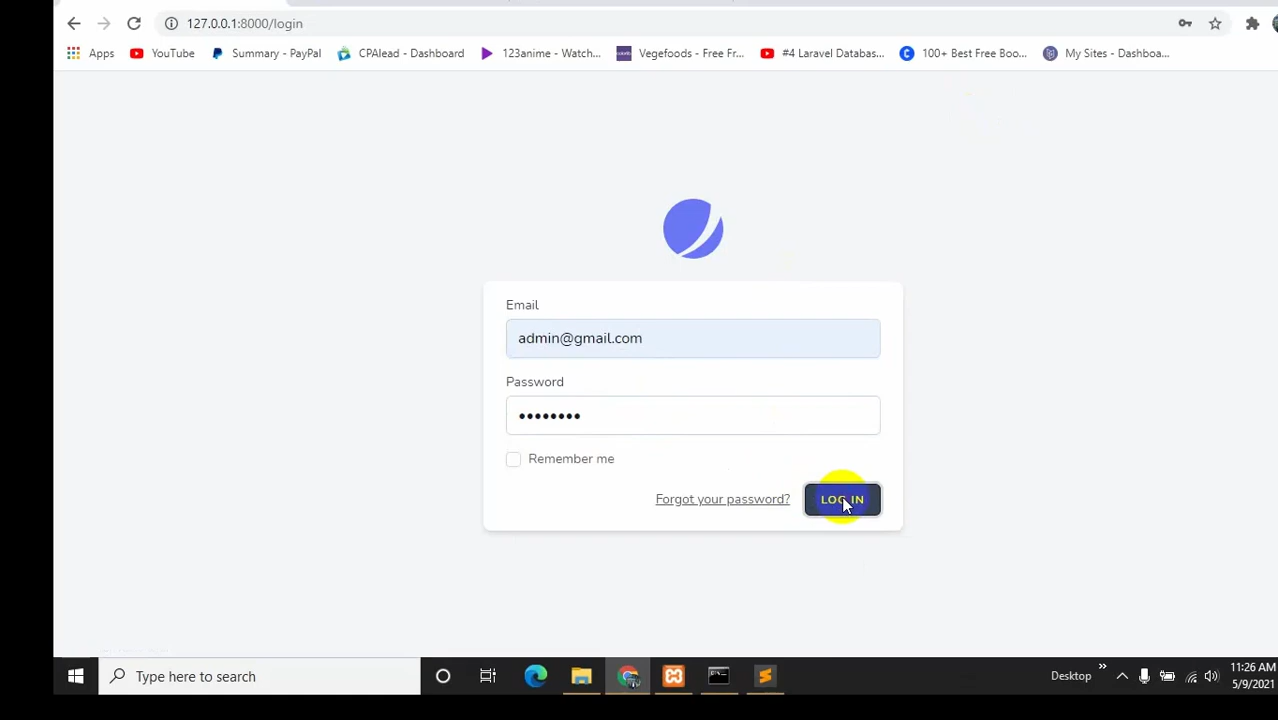 127.0.0.1:8000/login
Apps YouTube Summary - PayPal CPAlead - Dashboard 123anime - Watch... Vegefoods - Free Fr... #4 Laravel Databas... 100+ Best Free Boo... My Sites - Dashboa...
Email
admin@gmail.com
Password
••••••••
Remember me
Forgot your password? LOG IN
Type here to search
Desktop
11:26 AM
5/9/2021